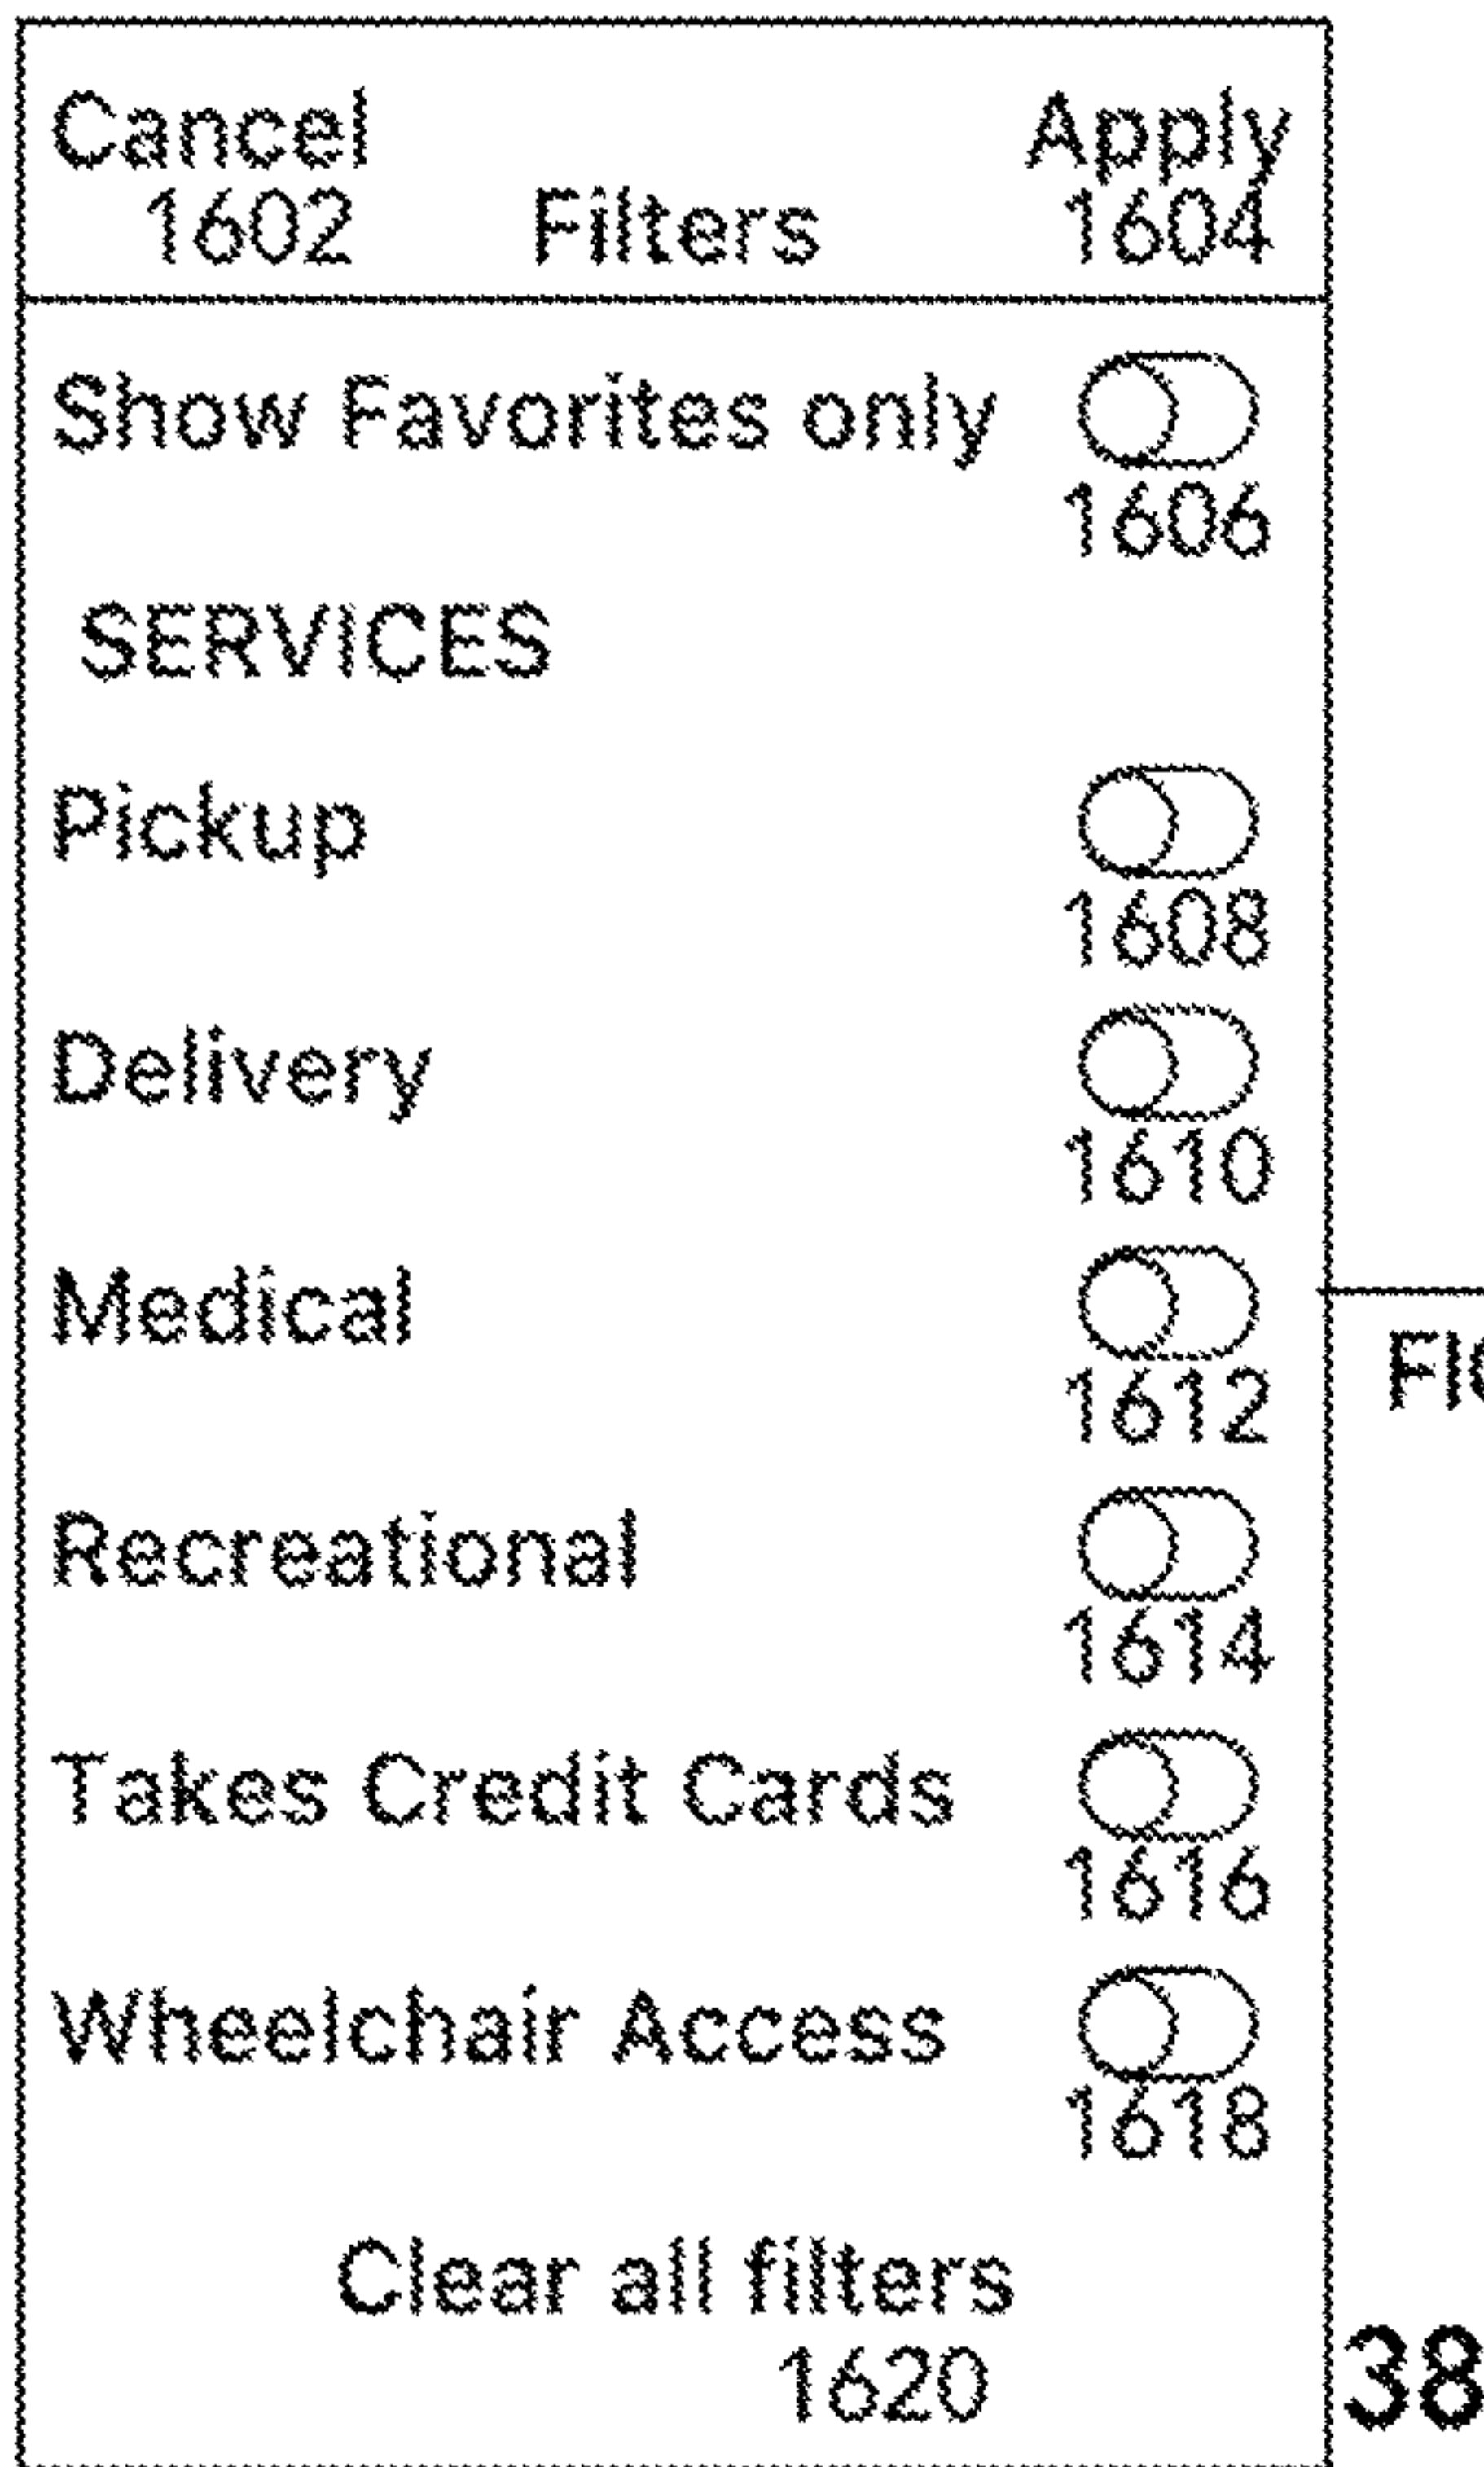 Cancel Apply
1602 Filters 1604
Show Favorites only
1606
SERVICES
Pickup
1608
Delivery
1610
Medical
1612
Recreational
1614
Takes Credit Cards
1616
Wheelchair Access
1618
Clear all filters
1620
38